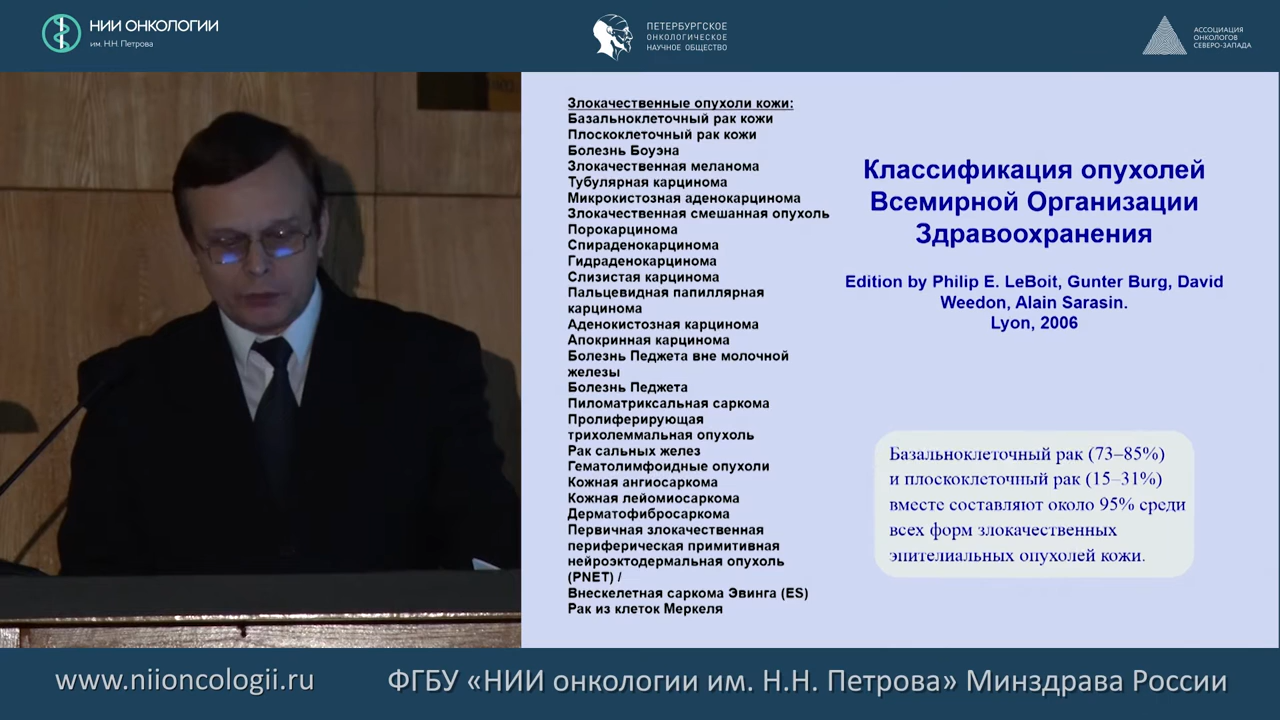 НИИ ОНКОЛОГИИ
им. Н.Н. Петрова
ПЕТЕРБУРГСКОЕ
ОНКОЛОГИЧЕСКОЕ
НАУЧНОЕ ОБЩЕСТВО
АССОЦИАЦИЯ
ОНКОЛОГОВ
СЕВЕРО-ЗАПАДА
Злокачественные опухоли кожи:
Базальноклеточный рак кожи
Плоскоклеточный рак кожи
Болезнь Боуэна
Злокачественная меланома
Тубулярная карцинома
Микрокистозная аденокарцинома
Злокачественная смешанная опухоль
Порокарцинома
Спираденокарцинома
Гидраденокарцинома
Слизистая карцинома
Пальцевидная папиллярная
карцинома
Аденокистозная карцинома
Апокринная карцинома
Болезнь Педжета вне молочной
железы
Болезнь Педжета
Пиломатриксальная саркома
Пролиферирующая
трихолеммальная опухоль
Рак сальных желез
Гематолимфоидные опухоли
Кожная ангиосаркома
Кожная лейомиосаркома
Дерматофибросаркома
Первичная злокачественная
периферическая примитивная
нейроэктодермальная опухоль
(PNET) /
Внескелетная саркома Эвинга (ES)
Рак из клеток Меркеля
Классификация опухолей
Всемирной Организации
Здравоохранения
Edition by Philip E. LeBoit, Gunter Burg, David
Weedon, Alain Sarasin.
Lyon, 2006
Базальноклеточный рак (73–85%)
и плоскоклеточный рак (15–31%)
вместе составляют около 95% среди
всех форм злокачественных
эпителиальных опухолей кожи.
www.niioncologii.ru
ФГБУ «НИИ онкологии им. Н.Н. Петрова» Минздрава России